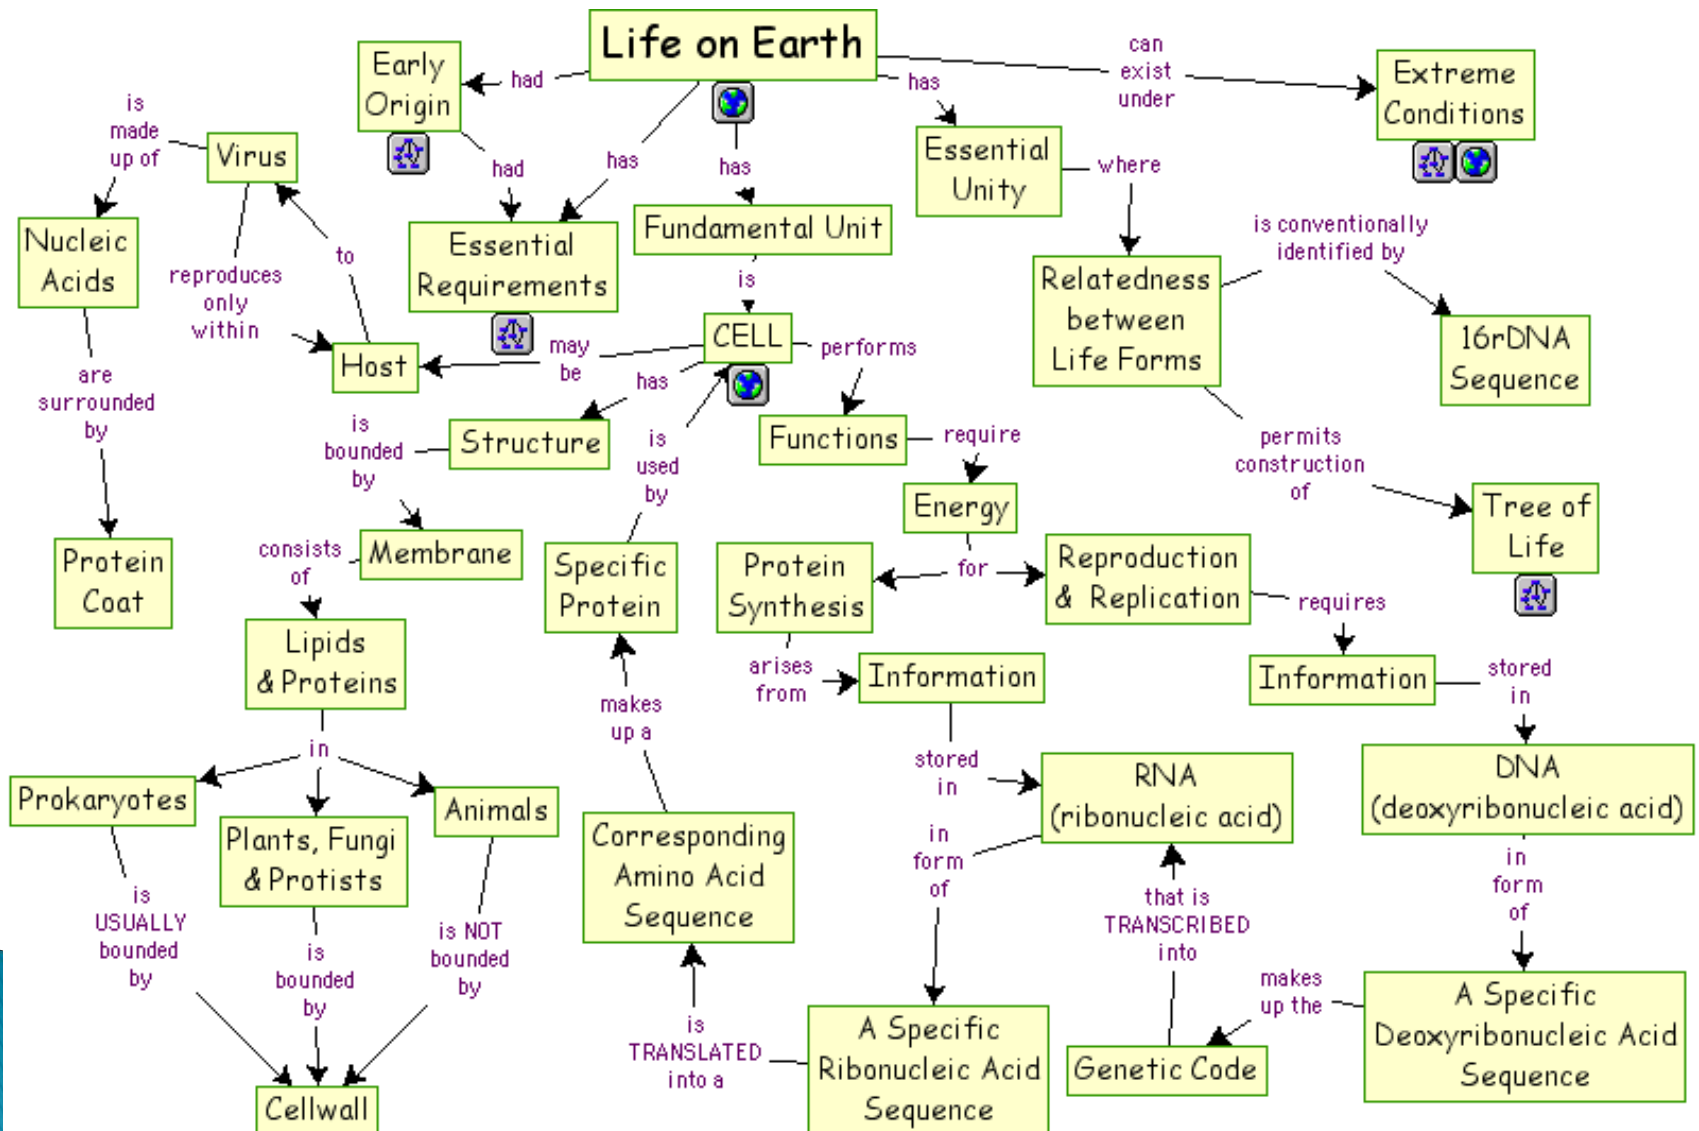 Life on Earth
Early
Origin
had
has
can
exist
under
Extreme
Conditions
is
made
up of
Virus
had
has
has
Essential
Unity
where
Nucleic
Acids
reproduces
only
within
to
Essential
Requirements
Fundamental Unit
is
is conventionally
identified by
Relatedness
between
Life Forms
16rDNA
Sequence
Host
may
be
CELL
performs
has
are
surrounded
by
is
bounded
by
Structure
is
used
by
Functions
require
permits
construction
of
Energy
Tree of
Life
Protein
Coat
consists
of
Membrane
Specific
Protein
Protein
Synthesis
for
Reproduction
& Replication
requires
Lipids
& Proteins
arises
from
Information
Information
stored
in
makes
up a
in
stored
in
RNA
(ribonucleic acid)
DNA
(deoxyribonucleic acid)
Prokaryotes
Plants, Fungi
& Protists
Animals
Corresponding
Amino Acid
Sequence
in
form
of
that is
TRANSCRIBED
into
in
form
of
is
USUALLY
bounded
by
is
bounded
by
is NOT
bounded
by
is
TRANSLATED
into a
A Specific
Ribonucleic Acid
Sequence
Genetic Code
makes
up the
A Specific
Deoxyribonucleic Acid
Sequence
Cellwall